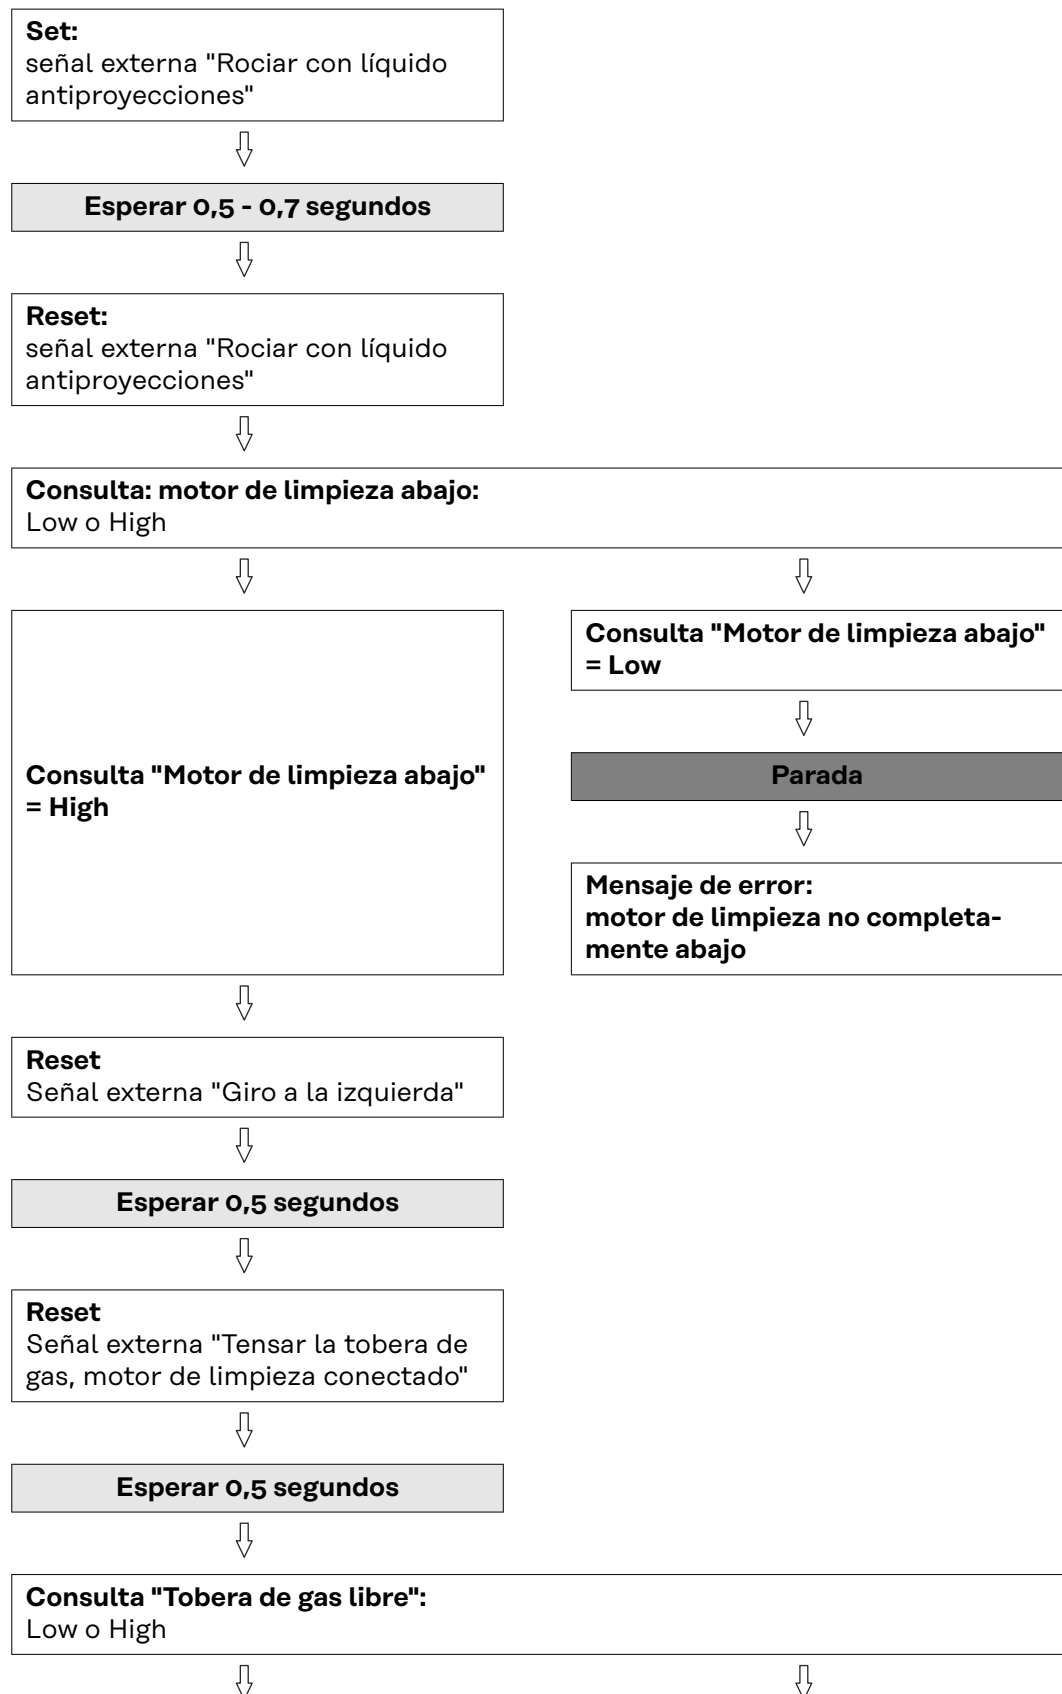 Set:
señal externa "Rociar con líquido
antiproyecciones"
Esperar 0,5 - 0,7 segundos
Reset:
señal externa "Rociar con líquido
antiproyecciones"
Consulta: motor de limpieza abajo:
Low o High
Consulta "Motor de limpieza abajo"
= High
Consulta "Motor de limpieza abajo"
= Low
Parada
Mensaje de error:
motor de limpieza no completa-
mente abajo
Reset
Señal externa "Giro a la izquierda"
Esperar 0,5 segundos
Reset
Señal externa "Tensar la tobera de
gas, motor de limpieza conectado"
Esperar 0,5 segundos
Consulta "Tobera de gas libre":
Low o High